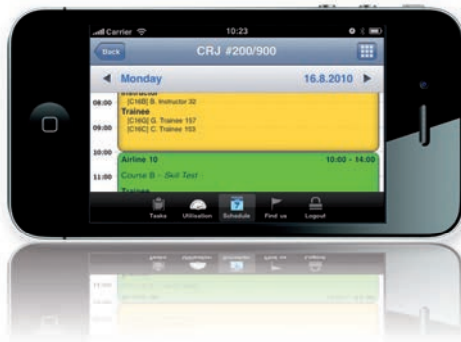 Carrier 10:23
Back CRJ #200/900
Monday 16.8.2010
Instructor
08:00 [C16B] B. Instructor 32
Trainee
[C16G] G. Trainee 157
09:00 [C16C] C. Trainee 103
10:00
Airline 10 10:00 - 14:00
11:00 Course B - Skill Test
Trainee
Tasks Utilisation Schedule Find us Logout